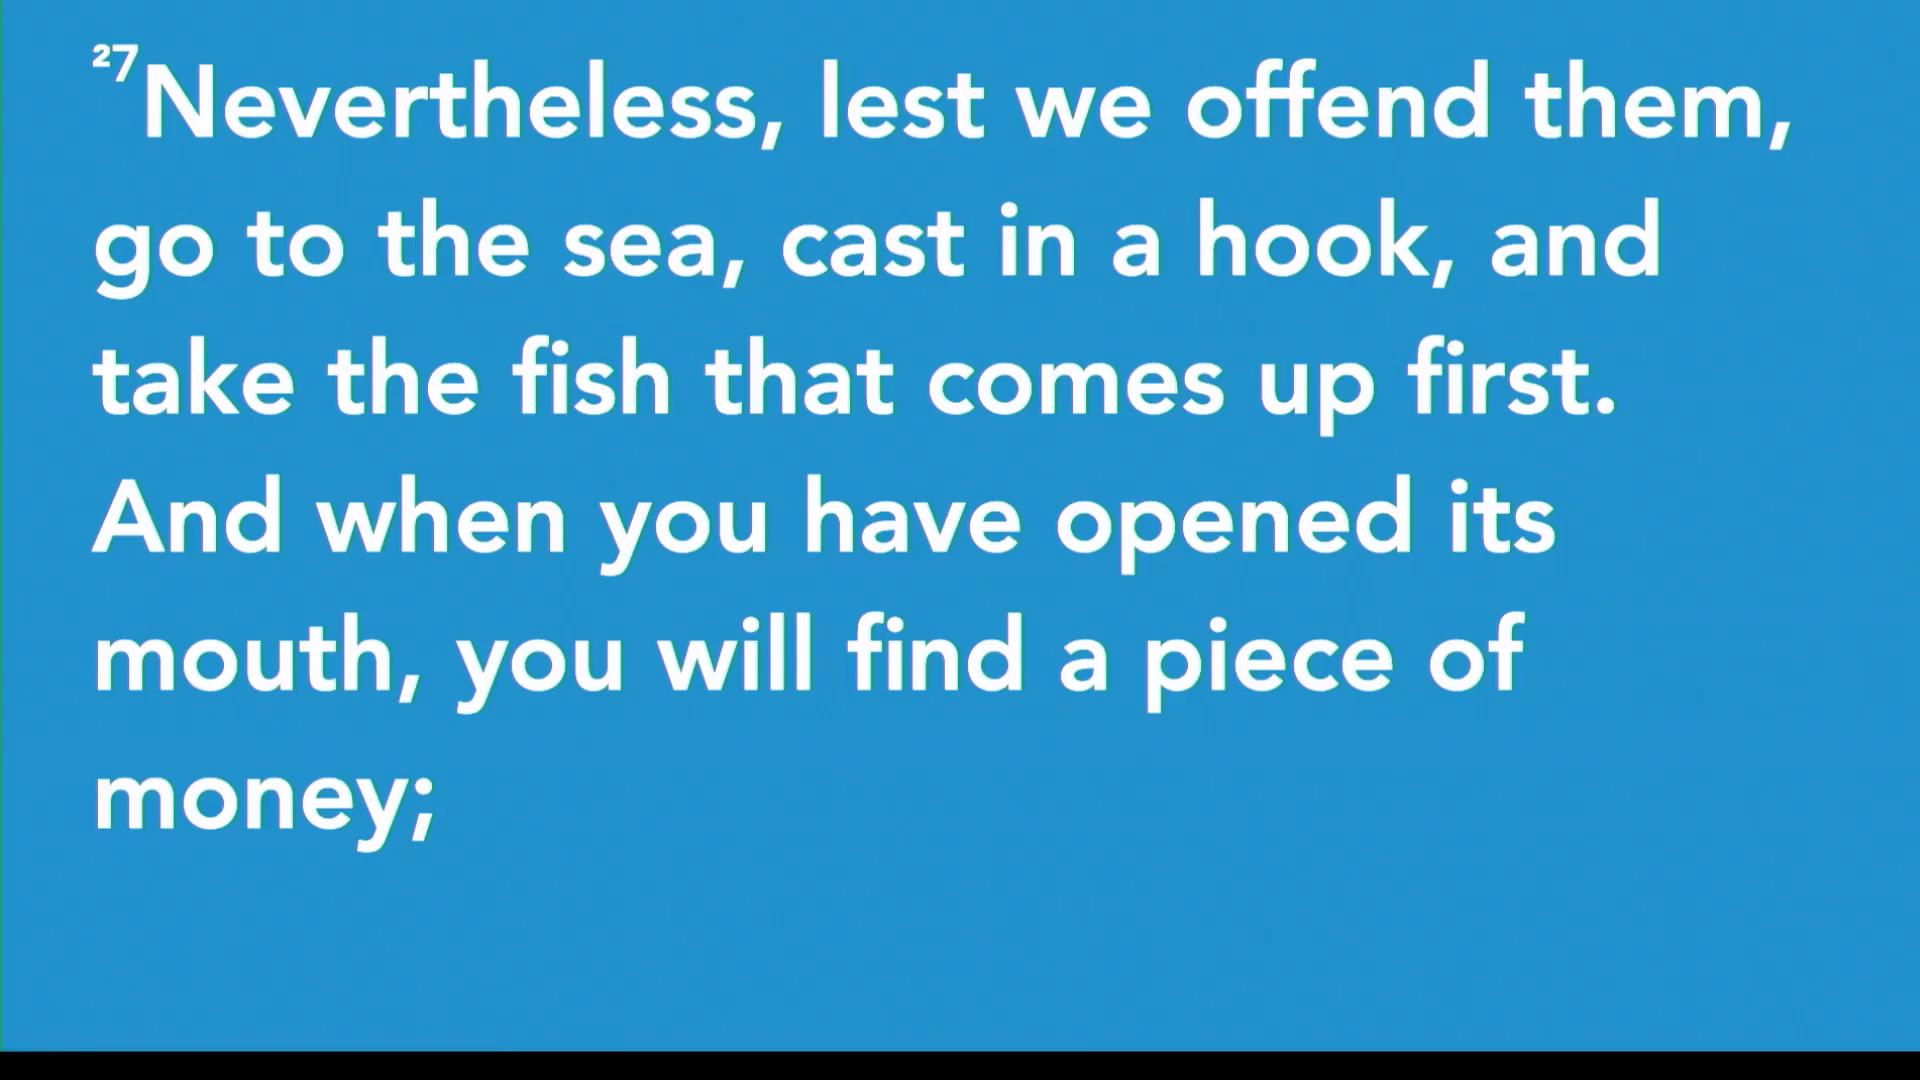 ²⁷Nevertheless, lest we offend them,
go to the sea, cast in a hook, and
take the fish that comes up first.
And when you have opened its
mouth, you will find a piece of
money;